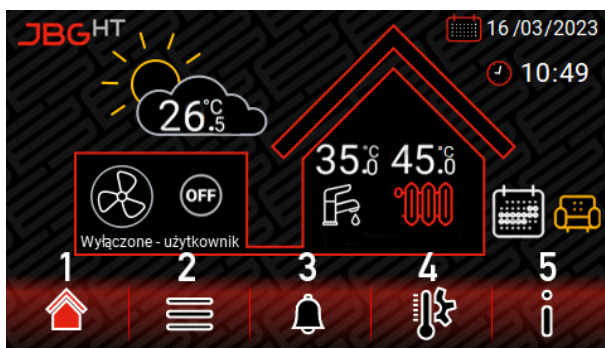 JBG HT
16/03/2023
10:49
26.5 °C
35.0 °C 45.0 °C
OFF
Wyłączone - użytkownik
1 2 3 4 5